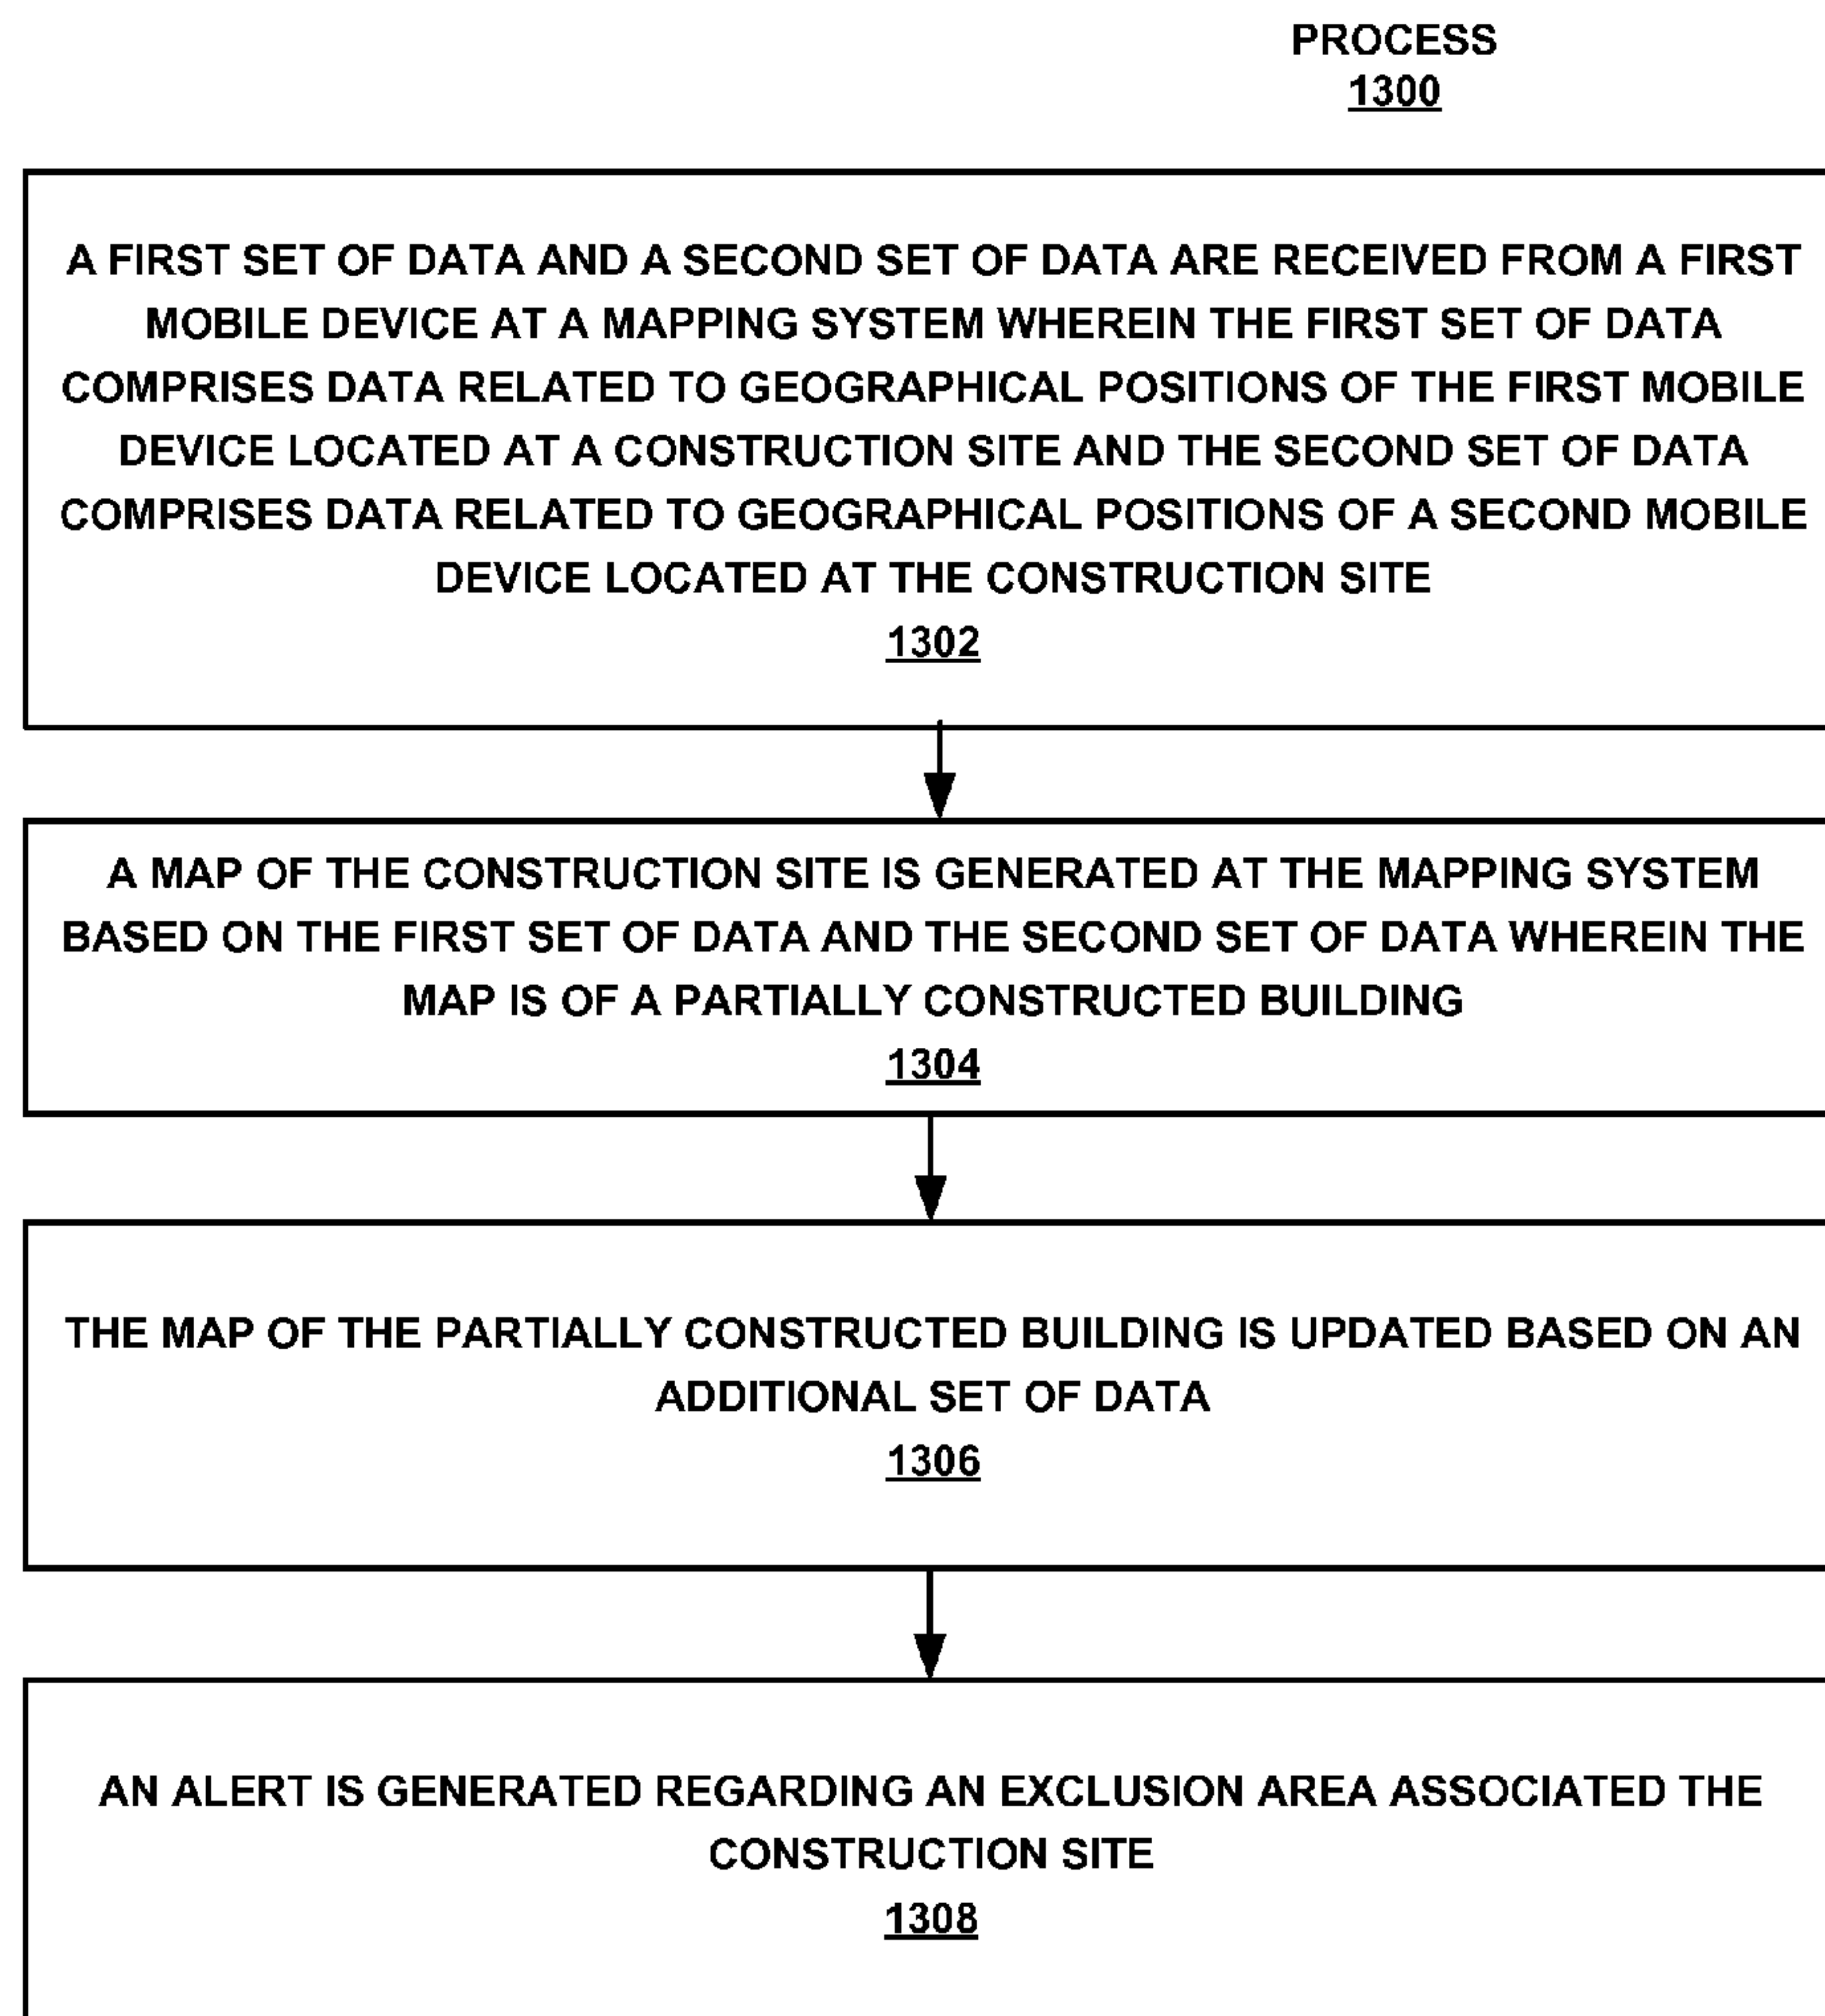 PROCESS
1300
A FIRST SET OF DATA AND A SECOND SET OF DATA ARE RECEIVED FROM A FIRST
MOBILE DEVICE AT A MAPPING SYSTEM WHEREIN THE FIRST SET OF DATA
COMPRISES DATA RELATED TO GEOGRAPHICAL POSITIONS OF THE FIRST MOBILE
DEVICE LOCATED AT A CONSTRUCTION SITE AND THE SECOND SET OF DATA
COMPRISES DATA RELATED TO GEOGRAPHICAL POSITIONS OF A SECOND MOBILE
DEVICE LOCATED AT THE CONSTRUCTION SITE
1302
A MAP OF THE CONSTRUCTION SITE IS GENERATED AT THE MAPPING SYSTEM
BASED ON THE FIRST SET OF DATA AND THE SECOND SET OF DATA WHEREIN THE
MAP IS OF A PARTIALLY CONSTRUCTED BUILDING
1304
THE MAP OF THE PARTIALLY CONSTRUCTED BUILDING IS UPDATED BASED ON AN
ADDITIONAL SET OF DATA
1306
AN ALERT IS GENERATED REGARDING AN EXCLUSION AREA ASSOCIATED THE
CONSTRUCTION SITE
1308